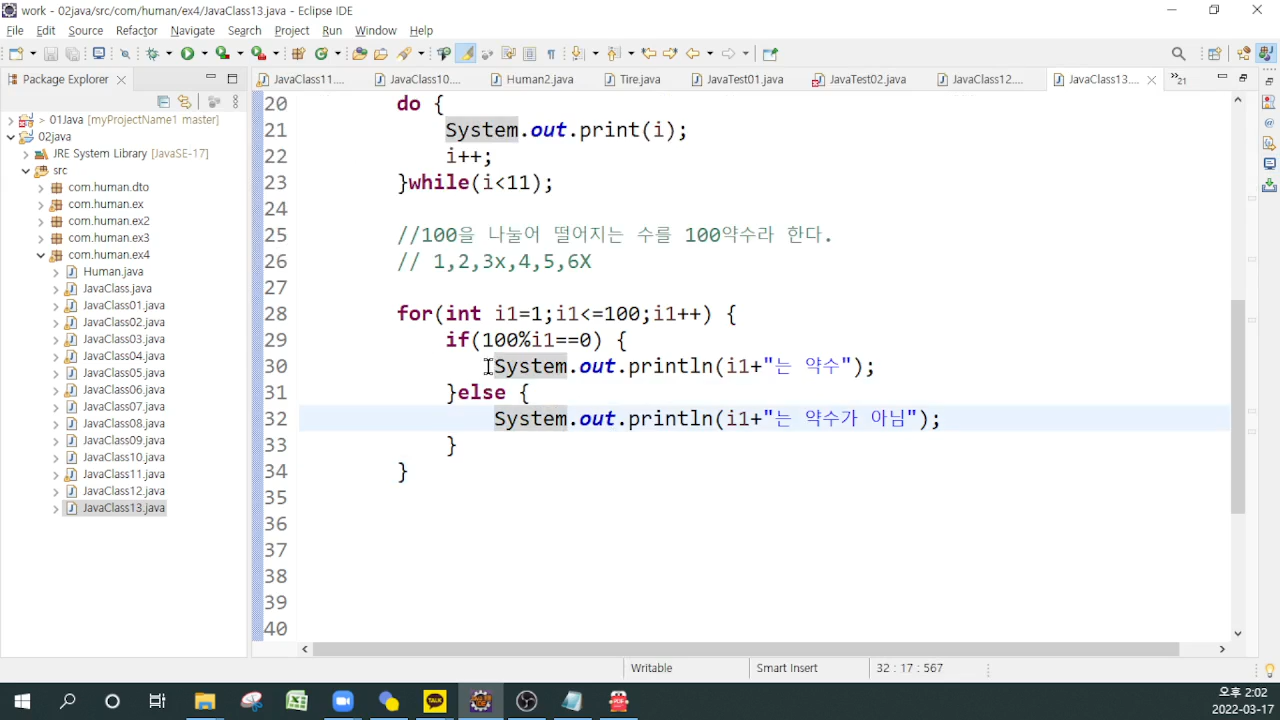 work - 02java/src/com/human/ex4/JavaClass13.java - Eclipse IDE
File Edit Source Refactor Navigate Search Project Run Window Help
Package Explorer
JavaClass11.... JavaClass10.... Human2.java Tire.java JavaTest01.java JavaTest02.java JavaClass12.... JavaClass13.... »21
> 01Java [myProjectName1 master]
02java
JRE System Library [JavaSE-17]
src
com.human.dto
com.human.ex
com.human.ex2
com.human.ex3
com.human.ex4
Human.java
JavaClass.java
JavaClass01.java
JavaClass02.java
JavaClass03.java
JavaClass04.java
JavaClass05.java
JavaClass06.java
JavaClass07.java
JavaClass08.java
JavaClass09.java
JavaClass10.java
JavaClass11.java
JavaClass12.java
JavaClass13.java
20 do {
21 System.out.print(i);
22 i++;
23 }while(i<11);
24
25 //100을 나눌어 떨어지는 수를 100약수라 한다.
26 // 1,2,3x,4,5,6X
27
28 for(int i1=1;i1<=100;i1++) {
29 if(100%i1==0) {
30 System.out.println(i1+"는 약수");
31 }else {
32 System.out.println(i1+"는 약수가 아님");
33 }
34 }
35
36
37
38
39
40
Writable Smart Insert 32 : 17 : 567
TALK
PDF
오후 2:02
2022-03-17